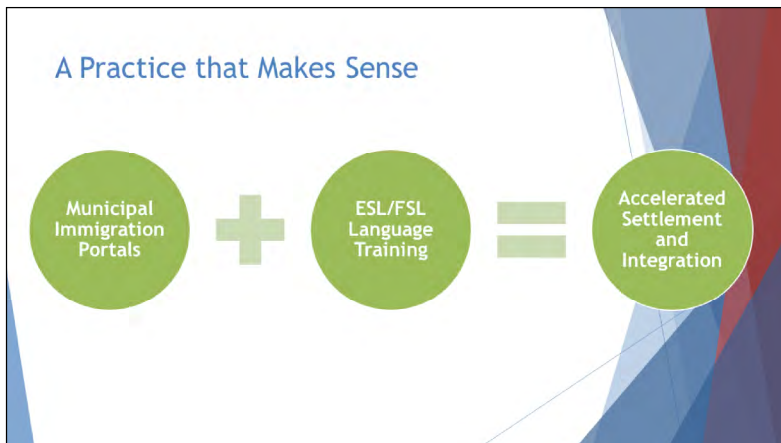 A Practice that Makes Sense
Municipal
Immigration
Portals
ESL/FSL
Language
Training
Accelerated
Settlement
and
Integration